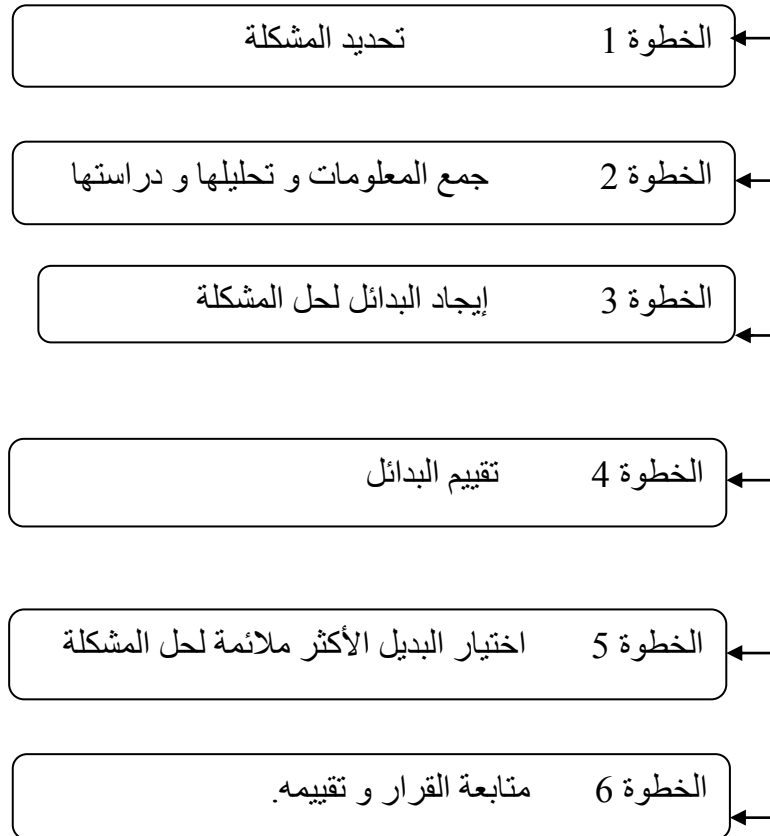 الخطوة 1 تحديد المشكلة
الخطوة 2 جمع المعلومات و تحليلها و دراستها
الخطوة 3 إيجاد البدائل لحل المشكلة
الخطوة 4 تقييم البدائل
الخطوة 5 اختيار البديل الأكثر ملائمة لحل المشكلة
الخطوة 6 متابعة القرار و تقييمه.